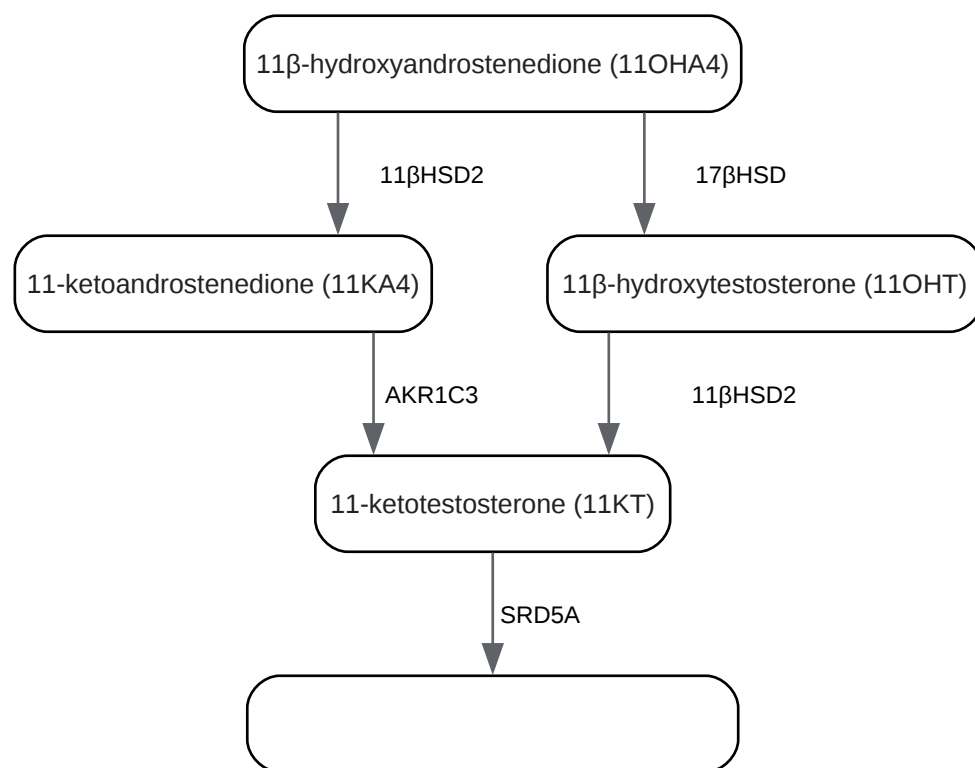 11β-hydroxyandrostenedione (11OHA4)
11βHSD2
17βHSD
11-ketoandrostenedione (11KA4)
11β-hydroxytestosterone (11OHT)
AKR1C3
11βHSD2
11-ketotestosterone (11KT)
SRD5A